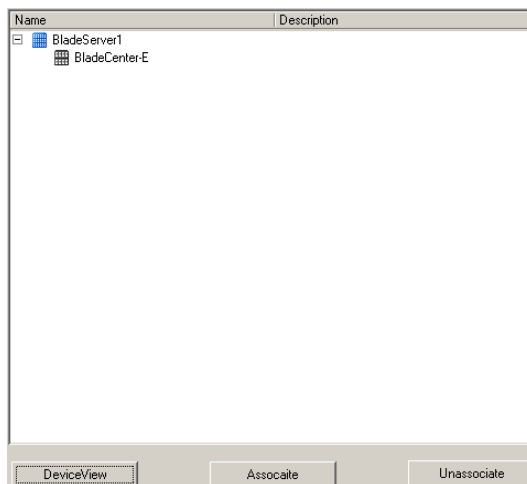 Name Description
BladeServer1
BladeCenter-E
DeviceView Assocaite Unassociate